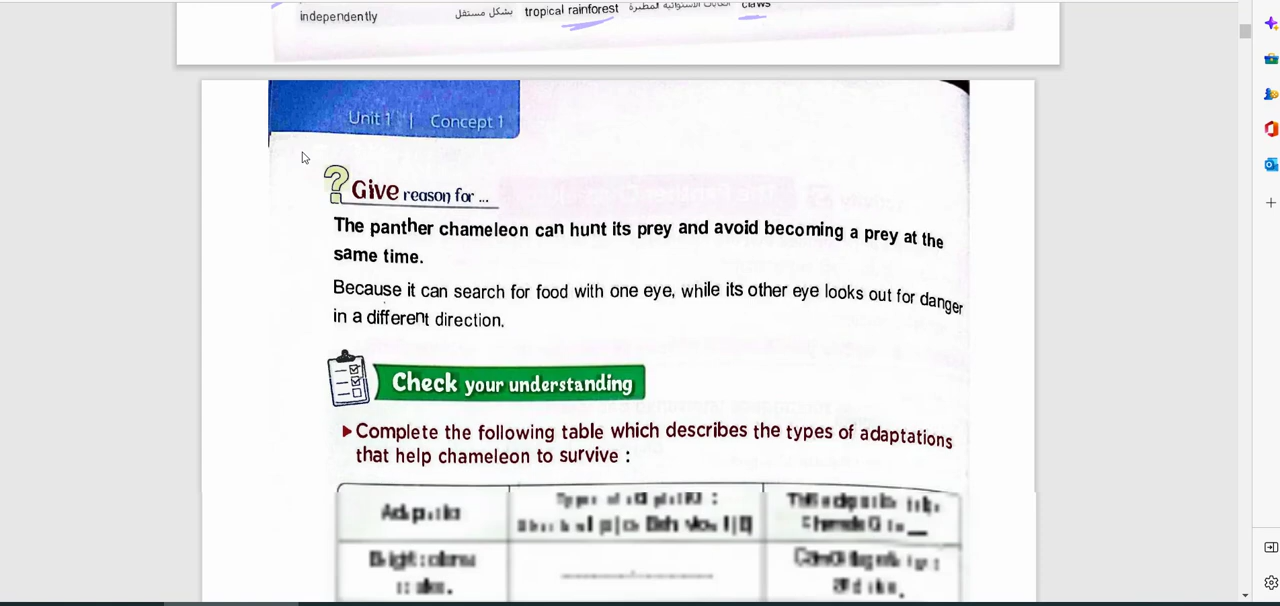 independently بشكل مستقل tropical rainforest claws
Unit 1 | Concept 1
? Give reason for ...
The panther chameleon can hunt its prey and avoid becoming a prey at the
same time.
Because it can search for food with one eye, while its other eye looks out for danger
in a different direction.
Check your understanding
▶ Complete the following table which describes the types of adaptations
that help chameleon to survive :